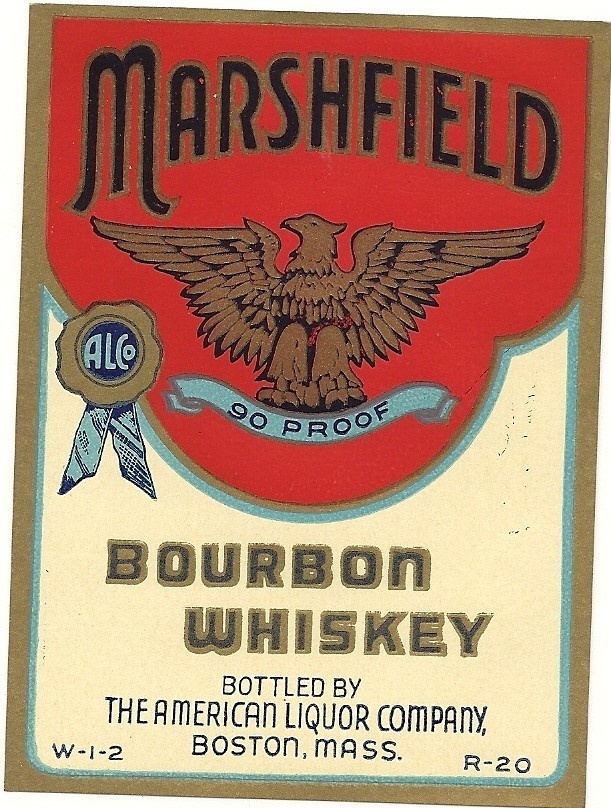 MARSHFIELD
ALCO
90 PROOF
BOURBON
WHISKEY
BOTTLED BY
THE AMERICAN LIQUOR COMPANY,
BOSTON, MASS.
W-1-2
R-20